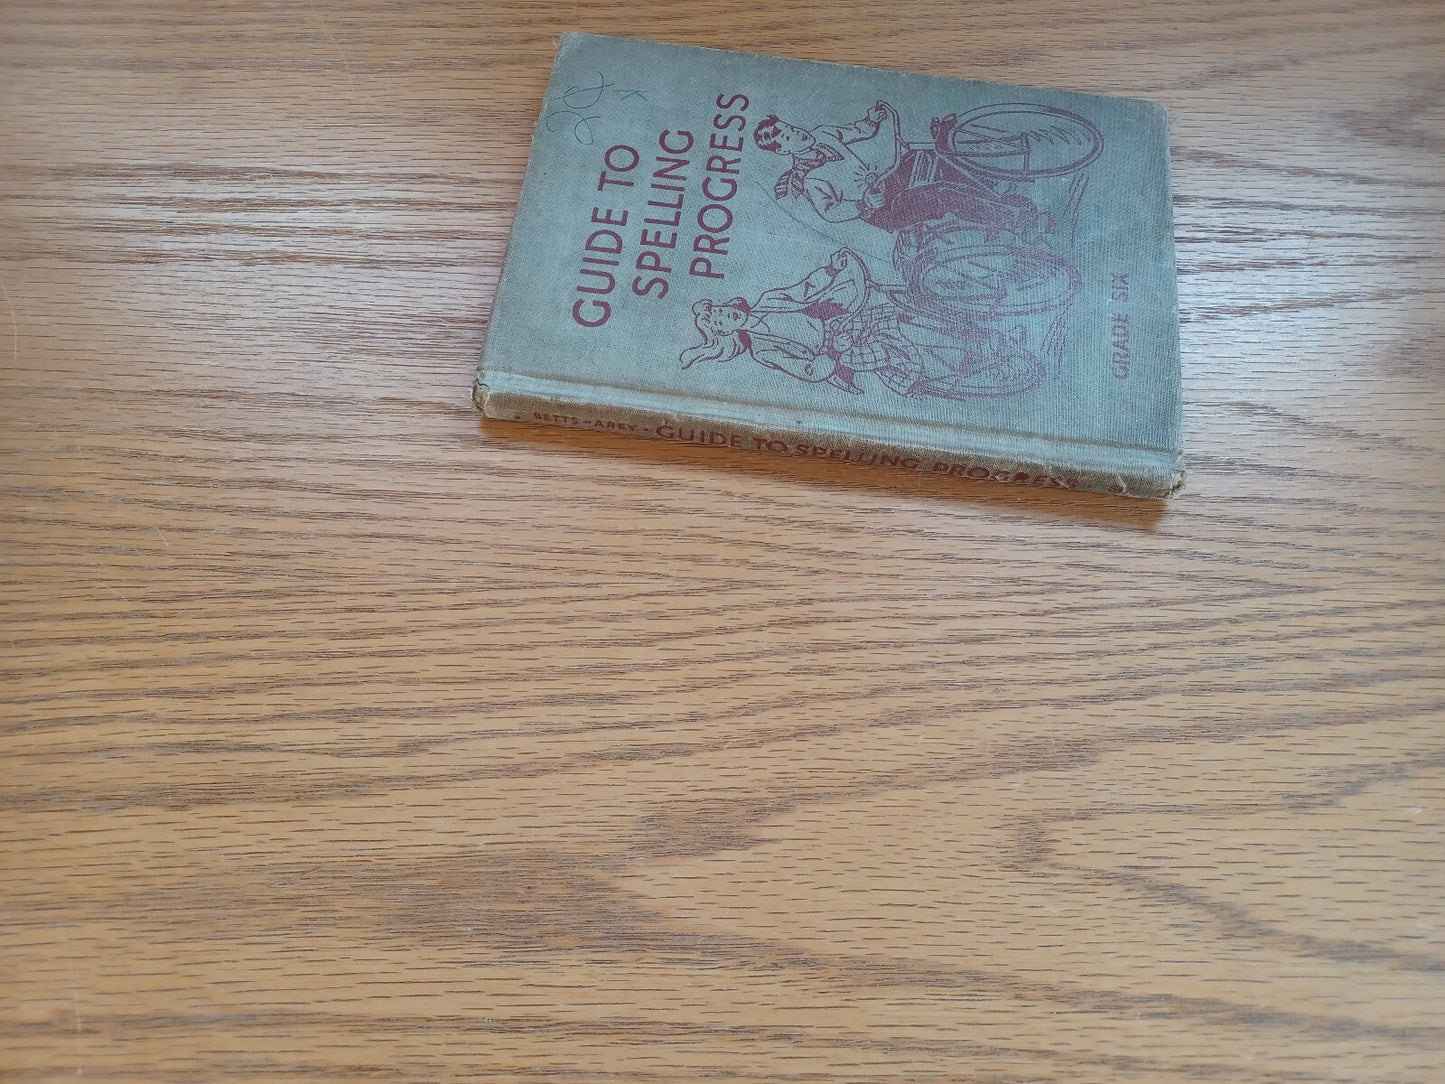 GUIDE TO
SPELLING
PROGRESS
GRADE SIX
BETTS - AREY • GUIDE TO SPELLING PROGRESS